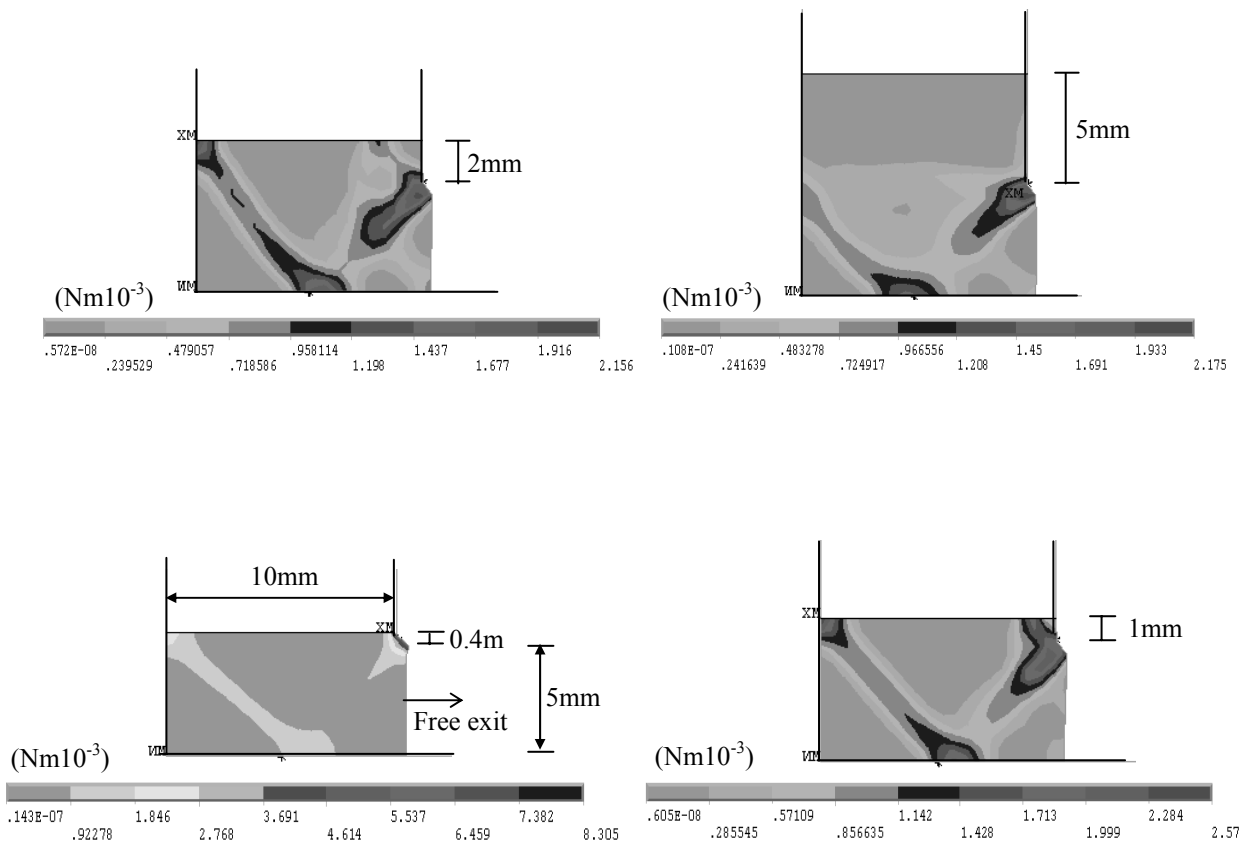 XM
2mm
ИM
(Nm10-3)
.572E-08 .479057 .958114 1.437 1.916
.239529 .718586 1.198 1.677 2.156
5mm
XM
ИM
(Nm10-3)
.108E-07 .483278 .966556 1.45 1.933
.241639 .724917 1.208 1.691 2.175
10mm
XM
0.4m
5mm
Free exit
ИM
(Nm10-3)
.143E-07 1.846 3.691 5.537 7.382
.92278 2.768 4.614 6.459 8.305
XM
1mm
ИM
(Nm10-3)
.605E-08 .57109 1.142 1.713 2.284
.285545 .856635 1.428 1.999 2.57